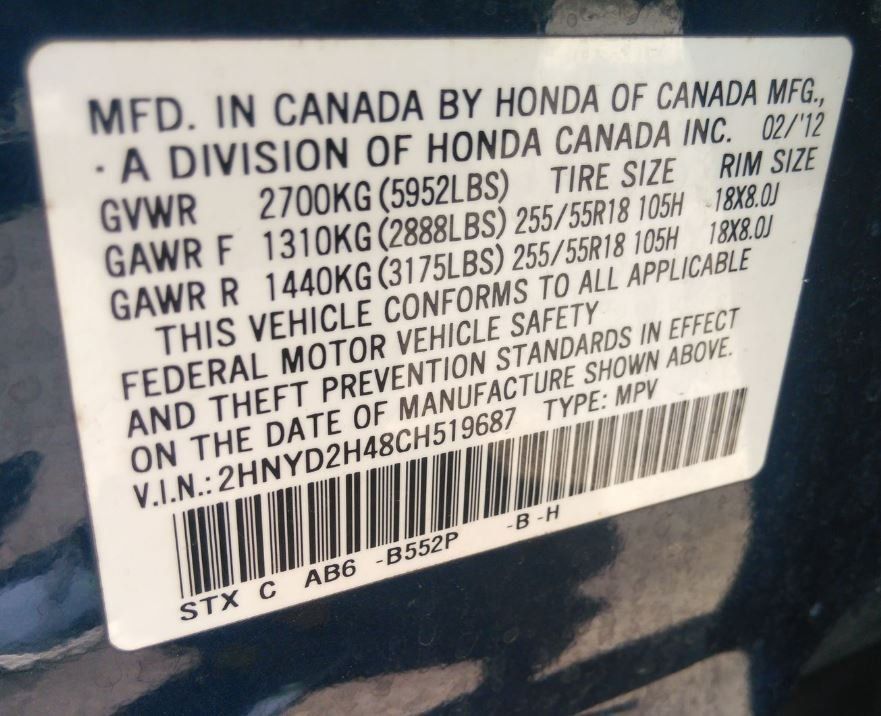 MFD. IN CANADA BY HONDA OF CANADA MFG.,
· A DIVISION OF HONDA CANADA INC. 02/'12
GVWR 2700KG (5952LBS) TIRE SIZE RIM SIZE
GAWR F 1310KG (2888LBS) 255/55R18 105H 18X8.0J
GAWR R 1440KG (3175LBS) 255/55R18 105H 18X8.0J
THIS VEHICLE CONFORMS TO ALL APPLICABLE
FEDERAL MOTOR VEHICLE SAFETY
AND THEFT PREVENTION STANDARDS IN EFFECT
ON THE DATE OF MANUFACTURE SHOWN ABOVE.
V.I.N.: 2HNYD2H48CH519687 TYPE: MPV
STX C AB6 -B552P -B -H